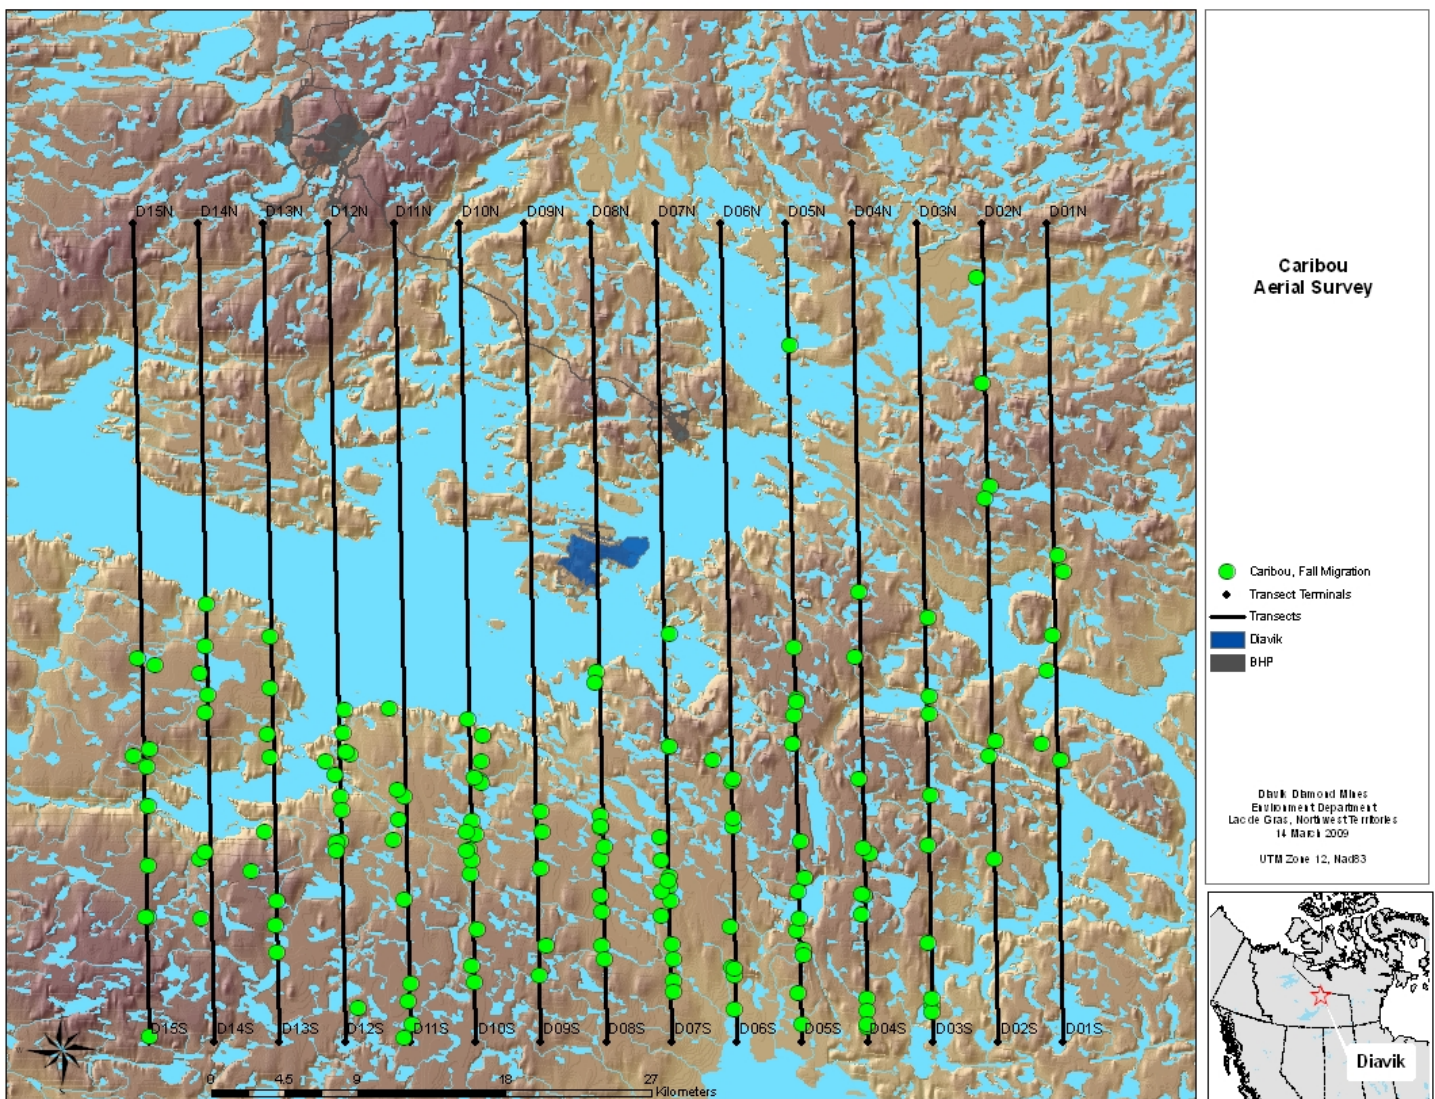 D15N D14N D13N D12N D11N D10N D09N D08N D07N D06N D05N D04N D03N D02N D01N
D15S D14S D13S D12S D11S D10S D09S D08S D07S D06S D05S D04S D03S D02S D01S
0 4.5 9 18 27
Kilometers
Caribou
Aerial Survey
Caribou, Fall Migration
Transect Terminals
Transects
Diavik
BHP
Diavik Diamond Mines
Environment Department
Lac de Gras, Northwest Territories
14 March 2009
UTM Zone 12, Nad83
Diavik